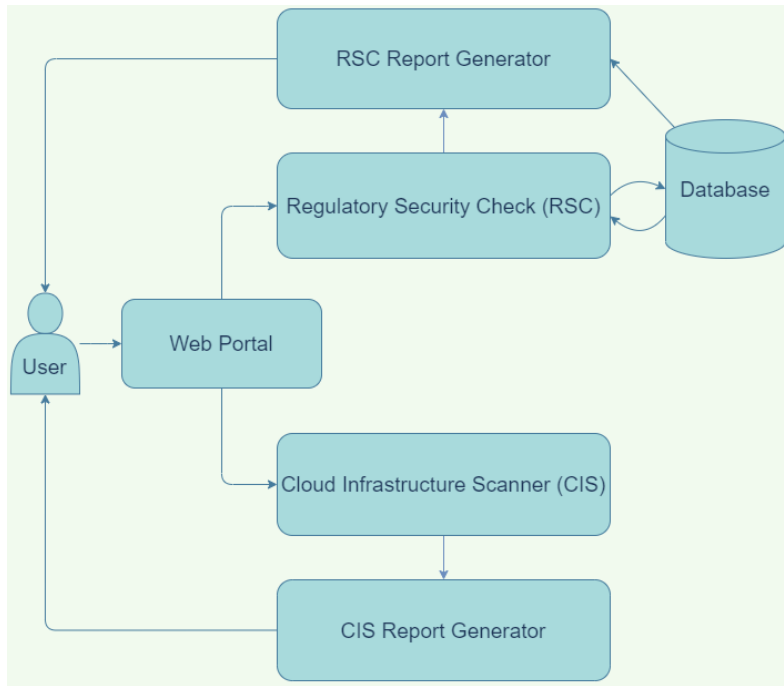 RSC Report Generator
Regulatory Security Check (RSC)
Database
Web Portal
User
Cloud Infrastructure Scanner (CIS)
CIS Report Generator